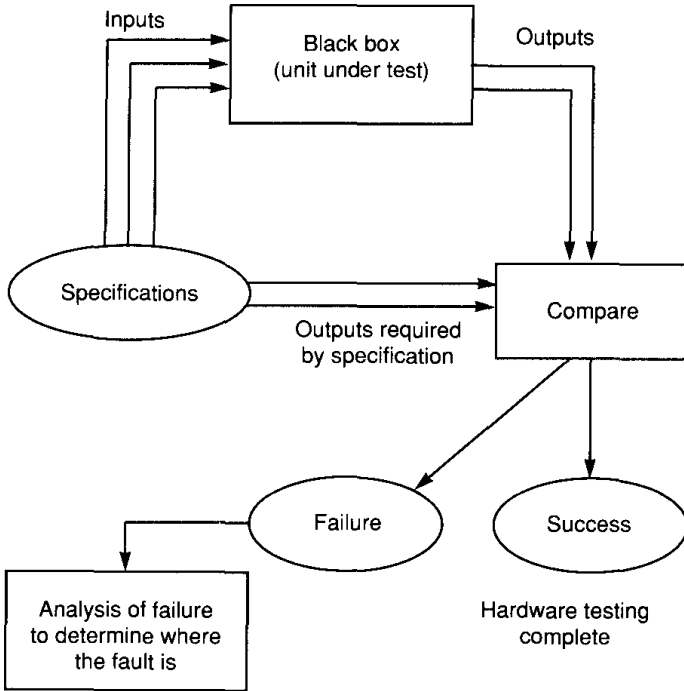 Inputs
Black box
(unit under test)
Outputs
Specifications
Outputs required
by specification
Compare
Failure
Success
Analysis of failure
to determine where
the fault is
Hardware testing
complete